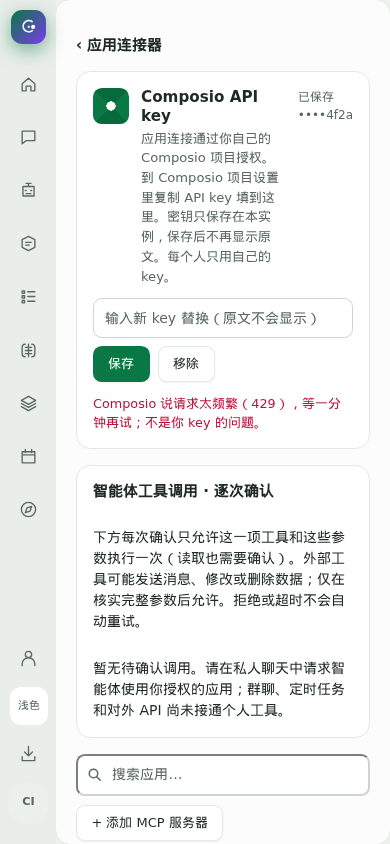 ‹ 应用连接器
Composio API
key
已保存
••••4f2a
应用连接通过你自己的
Composio 项目授权。
到 Composio 项目设置
里复制 API key 填到这
里。密钥只保存在本实
例，保存后不再显示原
文。每个人只用自己的
key。
输入新 key 替换（原文不会显示）
保存
移除
Composio 说请求太频繁（429），等一分
钟再试；不是你 key 的问题。
智能体工具调用 · 逐次确认
下方每次确认只允许这一项工具和这些参
数执行一次（读取也需要确认）。外部工
具可能发送消息、修改或删除数据；仅在
核实完整参数后允许。拒绝或超时不会自
动重试。
暂无待确认调用。请在私人聊天中请求智
能体使用你授权的应用；群聊、定时任务
和对外 API 尚未接通个人工具。
浅色
搜索应用…
CI
+ 添加 MCP 服务器